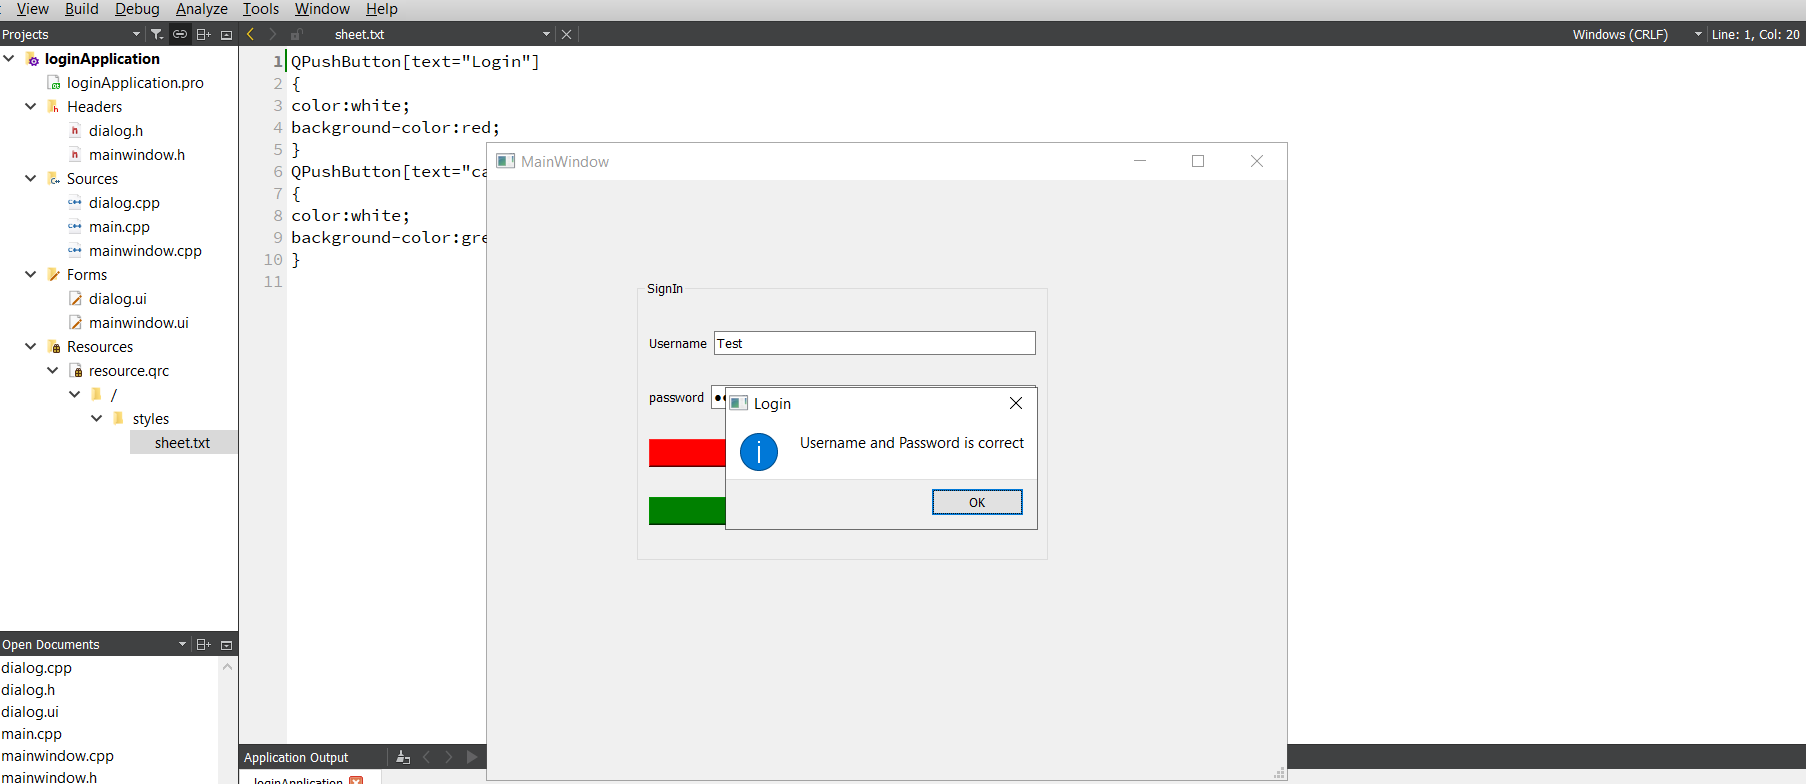 View Build Debug Analyze Tools Window Help
Projects
sheet.txt
Windows (CRLF)
Line: 1, Col: 20
loginApplication
loginApplication.pro
Headers
dialog.h
mainwindow.h
Sources
dialog.cpp
main.cpp
mainwindow.cpp
Forms
dialog.ui
mainwindow.ui
Resources
resource.qrc
/
styles
sheet.txt
Open Documents
dialog.cpp
dialog.h
dialog.ui
main.cpp
mainwindow.cpp
mainwindow.h
1 QPushButton[text="Login"]
2 {
3 color:white;
4 background-color:red;
5 }
6 QPushButton[text="ca
7 {
8 color:white;
9 background-color:gre
10 }
11
MainWindow
SignIn
Username Test
password
Login
Username and Password is correct
OK
Application Output
loginApplication